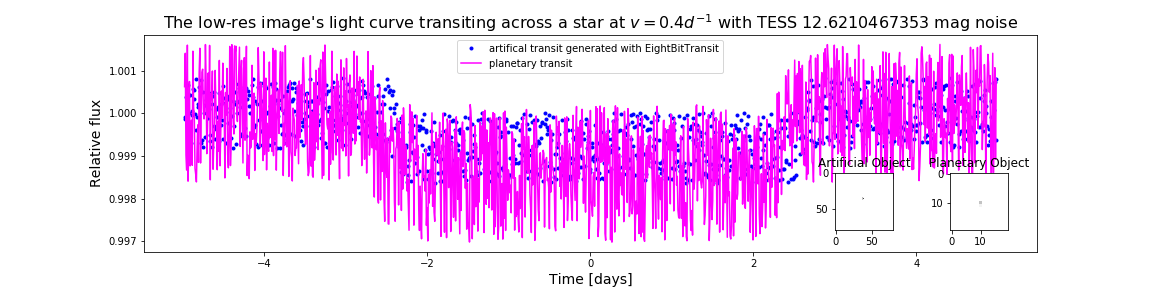 The low-res image's light curve transiting across a star at v = 0.4d⁻¹ with TESS 12.6210467353 mag noise
artifical transit generated with EightBitTransit
planetary transit
Relative flux
1.001
1.000
0.999
0.998
0.997
Artificial Object
0
50
0 50
Planetary Object
0
10
0 10
−4 −2 0 2 4
Time [days]